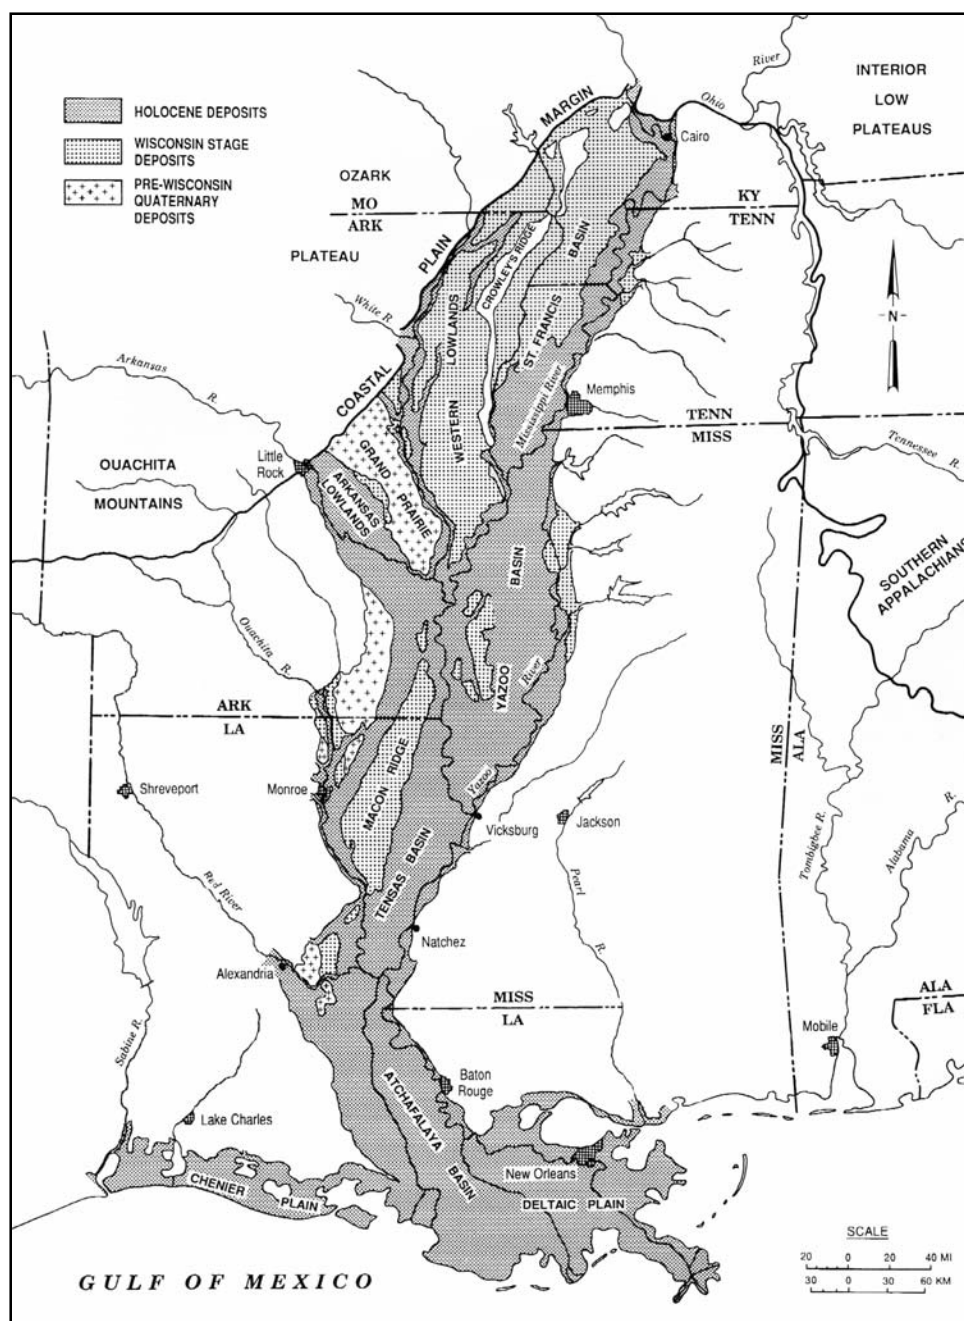 HOLOCENE DEPOSITS
WISCONSIN STAGE
DEPOSITS
PRE-WISCONSIN
QUATERNARY
DEPOSITS
INTERIOR
LOW
PLATEAUS
River
Ohio
Cairo
COASTAL
PLAIN
MARGIN
OZARK
PLATEAU
MO
ARK
KY
TENN
CROWLEY'S RIDGE
ST. FRANCIS
BASIN
WESTERN
LOWLANDS
White R.
Arkansas
R.
N
Mississippi River
Memphis
TENN
MISS
Tennessee
R.
Little
Rock
GRAND PRAIRIE
ARKANSAS
LOWLANDS
OUACHITA
MOUNTAINS
SOUTHERN
APPALACHIANS
Ouachita
R.
YAZOO
BASIN
Yazoo
River
ARK
LA
MISS
ALA
MACON RIDGE
Shreveport
Monroe
Vicksburg
Jackson
Tombigbee R.
Alabama
R.
TENSAS BASIN
Red River
Pearl
R.
Natchez
Alexandria
MISS
LA
ALA
FLA
Mobile
Sabine R.
Baton
Rouge
Lake Charles
ATCHAFALAYA
BASIN
New Orleans
CHENIER
PLAIN
DELTAIC PLAIN
GULF OF MEXICO
SCALE
20 0 20 40 MI
30 0 30 60 KM